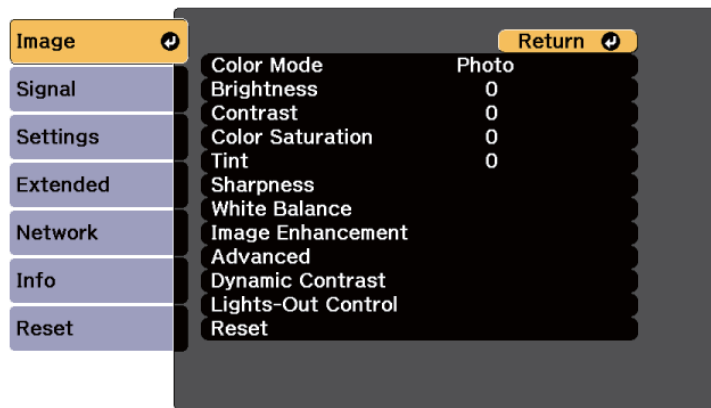 Image
Signal
Settings
Extended
Network
Info
Reset
Return
Color Mode Photo
Brightness 0
Contrast 0
Color Saturation 0
Tint 0
Sharpness
White Balance
Image Enhancement
Advanced
Dynamic Contrast
Lights-Out Control
Reset